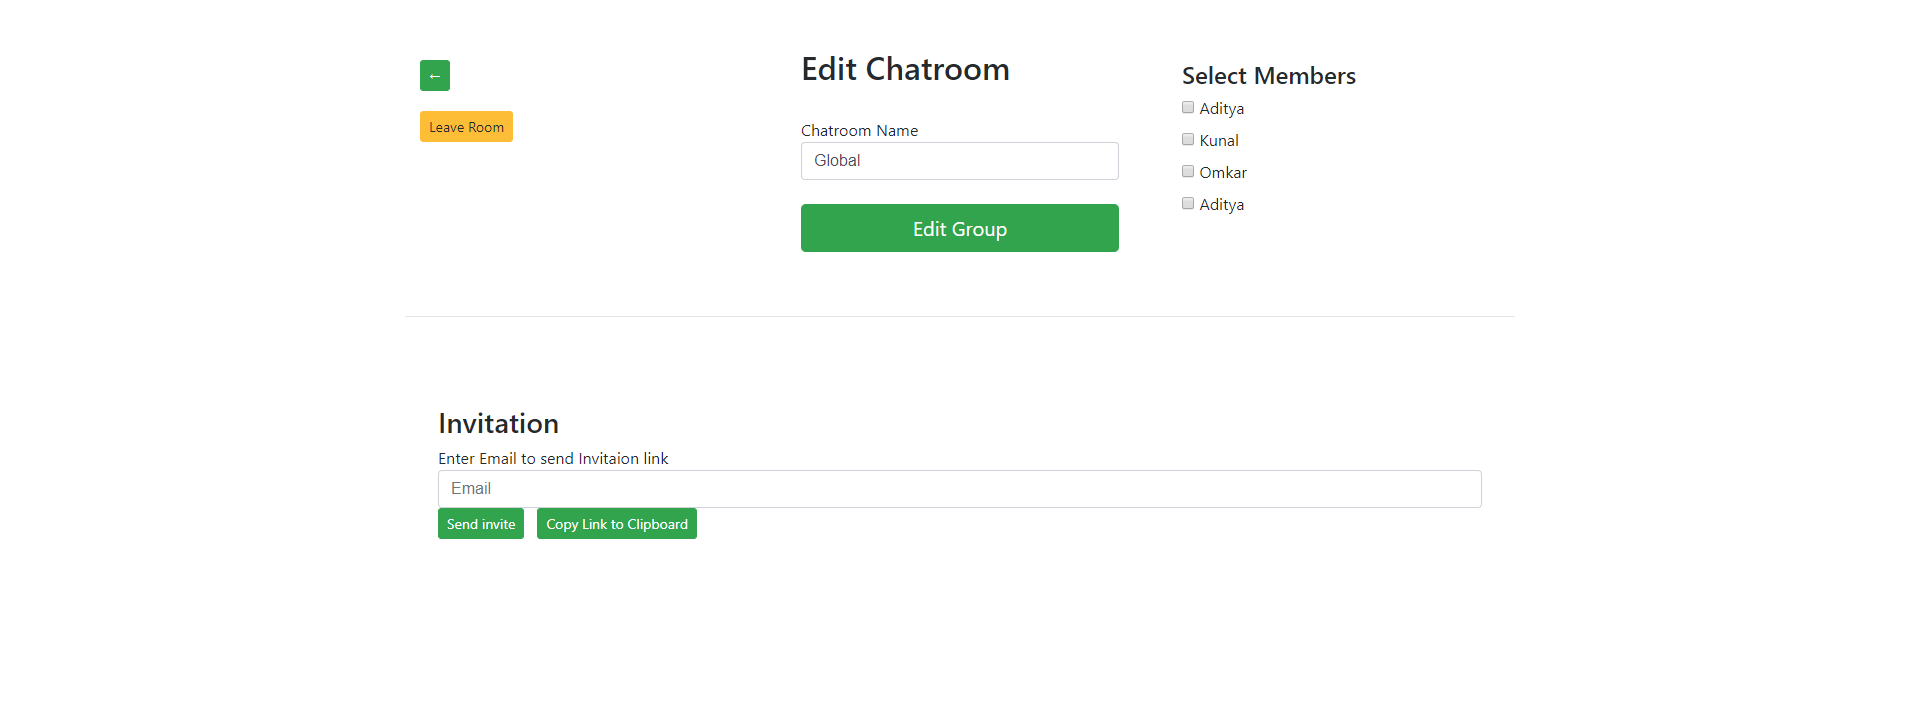 ←
Leave Room
Edit Chatroom
Chatroom Name
Global
Edit Group
Select Members
Aditya
Kunal
Omkar
Aditya
Invitation
Enter Email to send Invitaion link
Email
Send invite
Copy Link to Clipboard